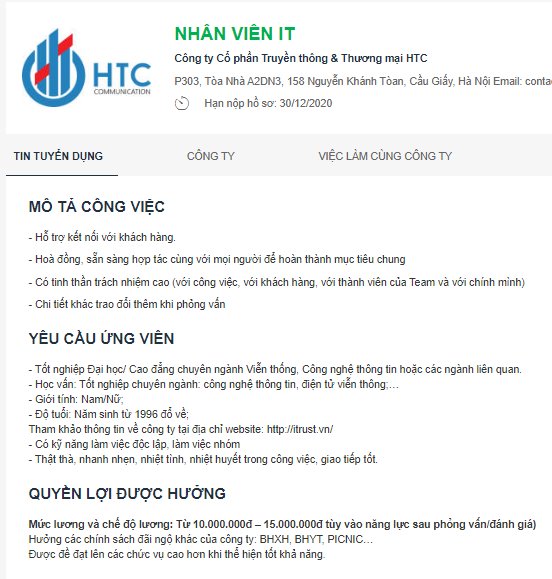 NHÂN VIÊN IT
Công ty Cổ phần Truyền thông & Thương mại HTC
HTC
COMMUNICATION
P303, Tòa Nhà A2DN3, 158 Nguyễn Khánh Tòan, Cầu Giấy, Hà Nội Email: conta
Hạn nộp hồ sơ: 30/12/2020
TIN TUYỂN DỤNG CÔNG TY VIỆC LÀM CÙNG CÔNG TY
MÔ TẢ CÔNG VIỆC
- Hỗ trợ kết nối với khách hàng.
- Hoà đồng, sẵn sàng hợp tác cùng với mọi người để hoàn thành mục tiêu chung
- Có tinh thần trách nhiệm cao (với công việc, với khách hàng, với thành viên của Team và với chính mình)
- Chi tiết khác trao đổi thêm khi phỏng vấn
YÊU CẦU ỨNG VIÊN
- Tốt nghiệp Đại học/ Cao đẳng chuyên ngành Viễn thông, Công nghệ thông tin hoặc các ngành liên quan.
- Học vấn: Tốt nghiệp chuyên ngành: công nghệ thông tin, điện tử viễn thông;…
- Giới tính: Nam/Nữ;
- Độ tuổi: Năm sinh từ 1996 đổ về;
Tham khảo thông tin về công ty tại địa chỉ website: http://itrust.vn/
- Có kỹ năng làm việc độc lập, làm việc nhóm
- Thật thà, nhanh nhẹn, nhiệt tình, nhiệt huyết trong công việc, giao tiếp tốt.
QUYỀN LỢI ĐƯỢC HƯỞNG
Mức lương và chế độ lương: Từ 10.000.000đ – 15.000.000đ tùy vào năng lực sau phỏng vấn/đánh giá)
Hưởng các chính sách đãi ngộ khác của công ty: BHXH, BHYT, PICNIC…
Được đề đạt lên các chức vụ cao hơn khi thể hiện tốt khả năng.